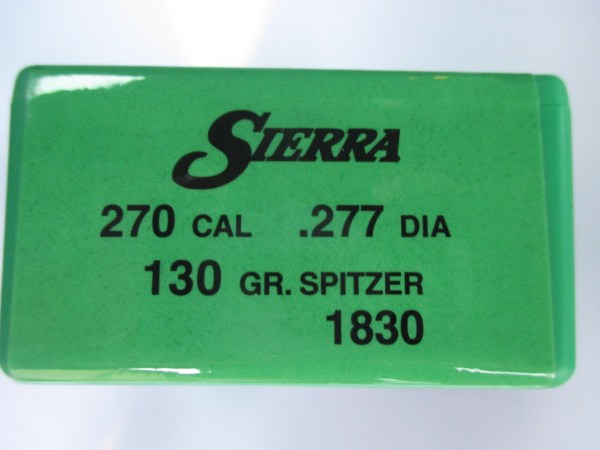 SIERRA
270 CAL .277 DIA
130 GR. SPITZER
1830